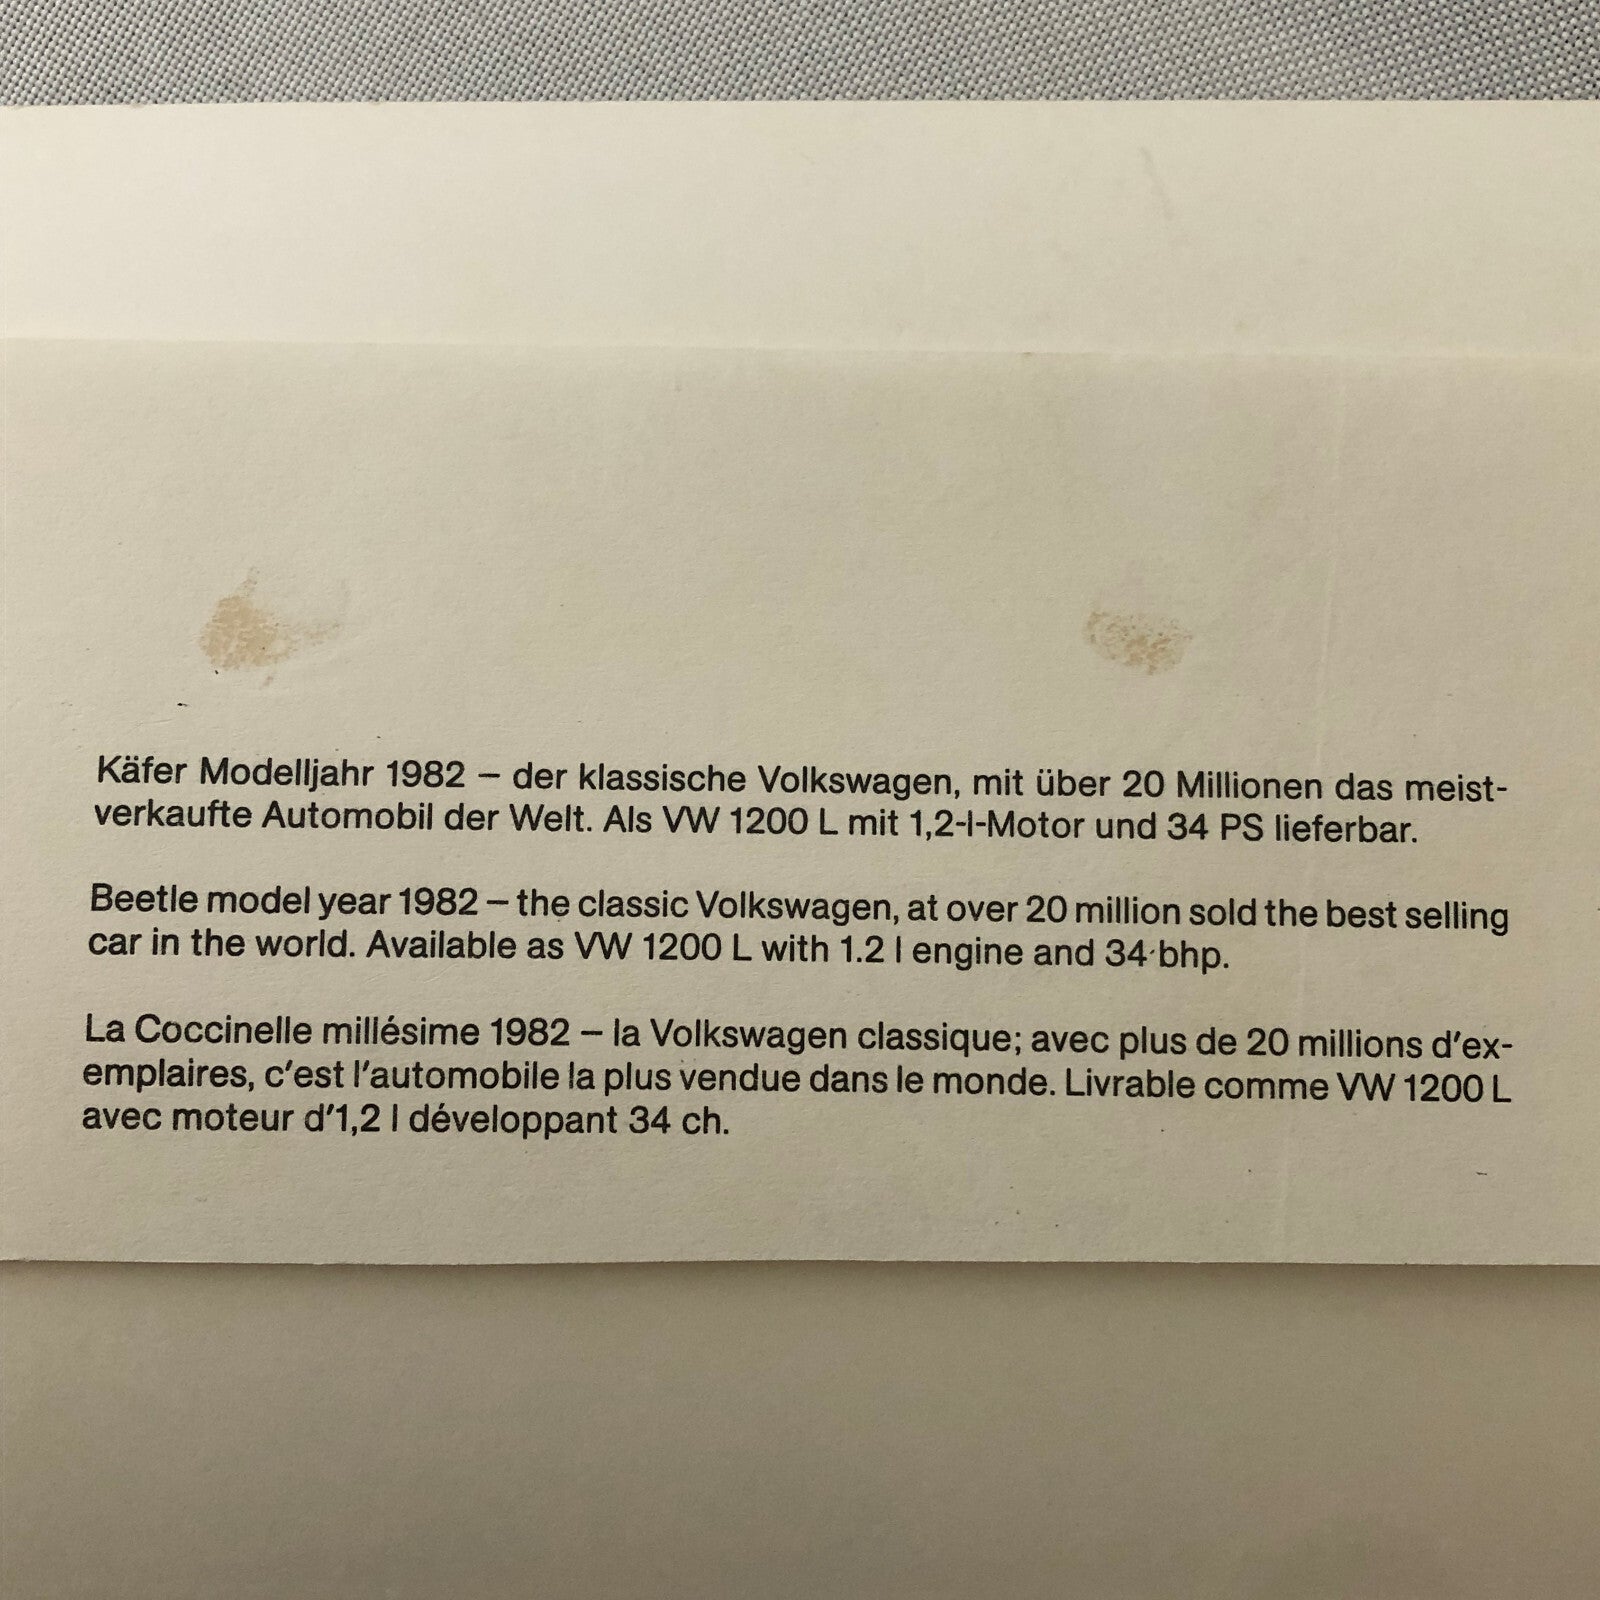 Käfer Modelljahr 1982 – der klassische Volkswagen, mit über 20 Millionen das meist-
verkaufte Automobil der Welt. Als VW 1200 L mit 1,2-l-Motor und 34 PS lieferbar.
Beetle model year 1982 – the classic Volkswagen, at over 20 million sold the best selling
car in the world. Available as VW 1200 L with 1.2 l engine and 34 bhp.
La Coccinelle millésime 1982 – la Volkswagen classique; avec plus de 20 millions d'ex-
emplaires, c'est l'automobile la plus vendue dans le monde. Livrable comme VW 1200 L
avec moteur d'1,2 l développant 34 ch.